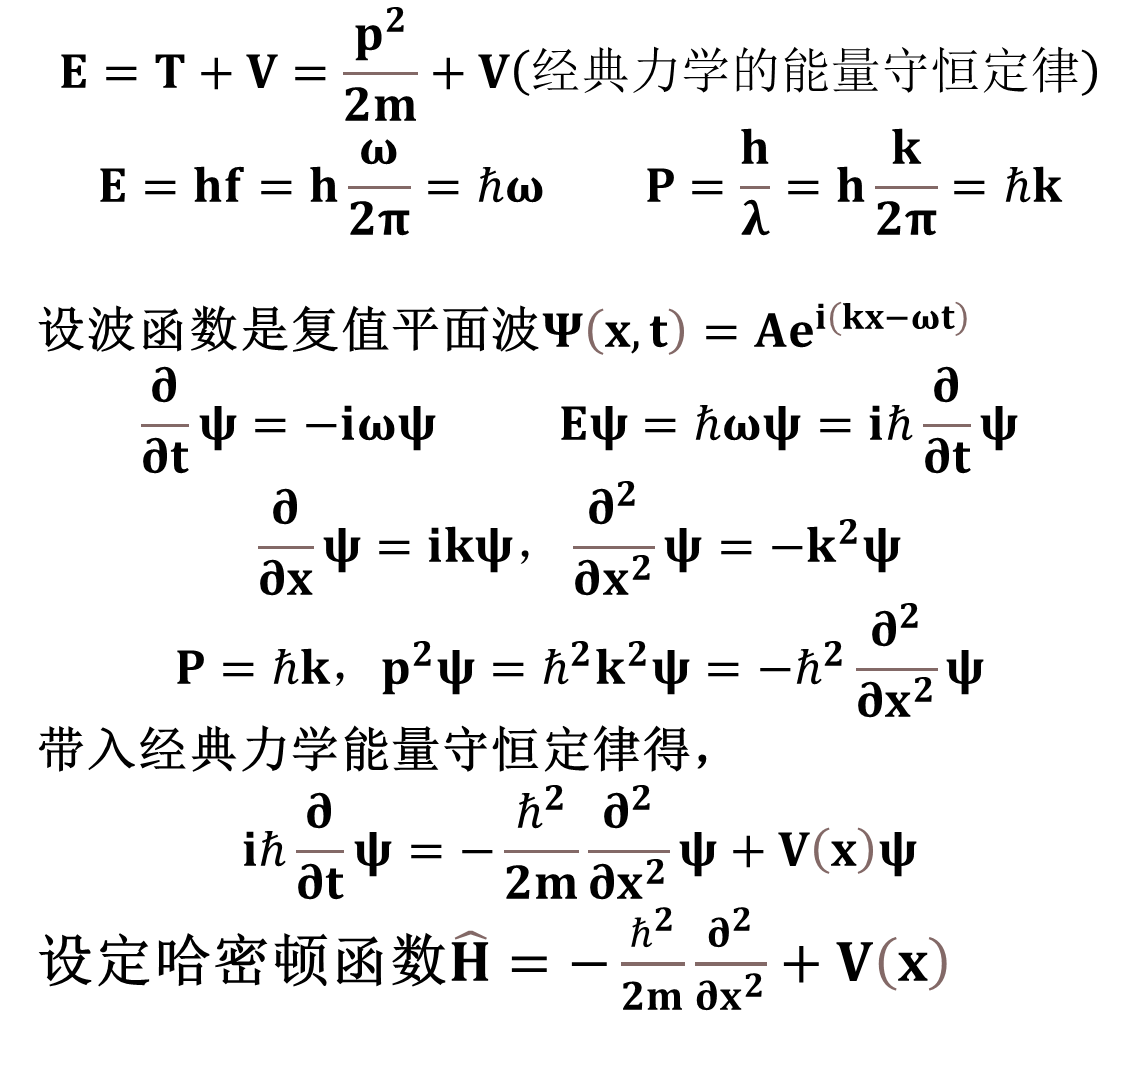 E = T + V = p²/2m + V(经典力学的能量守恒定律)
E = hf = h ω/2π = ℏω P = h/λ = h k/2π = ℏk
设波函数是复值平面波Ψ(x, t) = Ae^i(kx−ωt)
∂/∂t ψ = −iωψ Eψ = ℏωψ = iℏ ∂/∂t ψ
∂/∂x ψ = ikψ，∂²/∂x² ψ = −k²ψ
P = ℏk，p²ψ = ℏ²k²ψ = −ℏ² ∂²/∂x² ψ
带入经典力学能量守恒定律得，
iℏ ∂/∂t ψ = − ℏ²/2m ∂²/∂x² ψ + V(x)ψ
设定哈密顿函数Ĥ = − ℏ²/2m ∂²/∂x² + V(x)